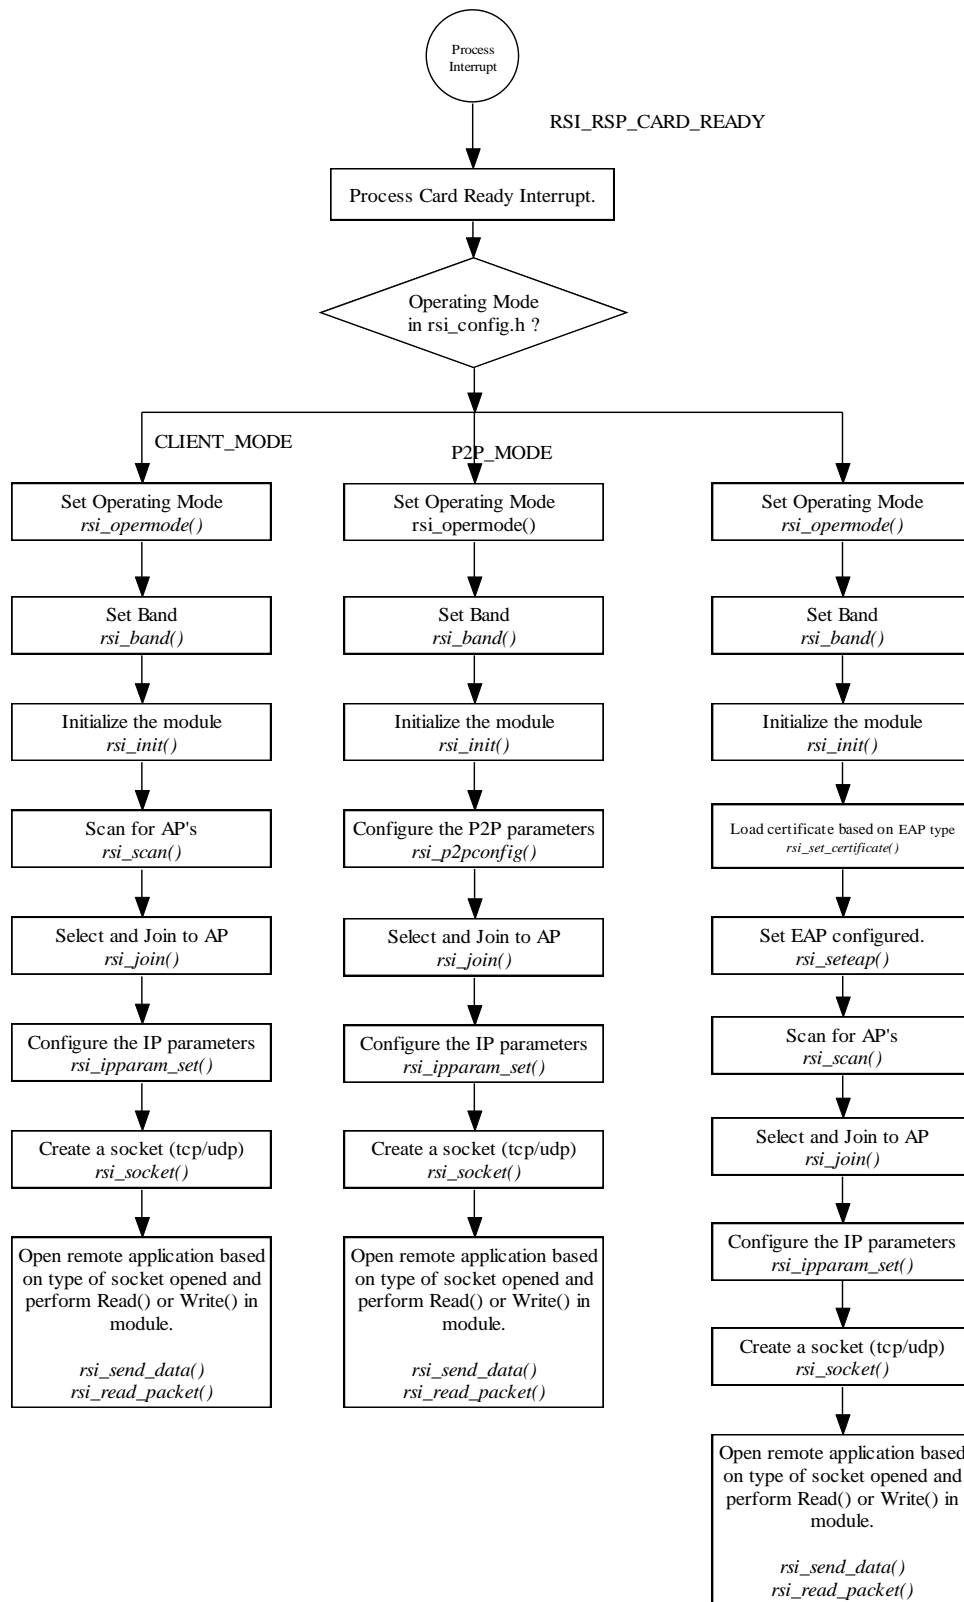 Process
Interrupt
RSI_RSP_CARD_READY
Process Card Ready Interrupt.
Operating Mode
in rsi_config.h ?
CLIENT_MODE
P2P_MODE
Set Operating Mode
rsi_opermode()
Set Band
rsi_band()
Initialize the module
rsi_init()
Scan for AP's
rsi_scan()
Select and Join to AP
rsi_join()
Configure the IP parameters
rsi_ipparam_set()
Create a socket (tcp/udp)
rsi_socket()
Open remote application based
on type of socket opened and
perform Read() or Write() in
module.
rsi_send_data()
rsi_read_packet()
Set Operating Mode
rsi_opermode()
Set Band
rsi_band()
Initialize the module
rsi_init()
Configure the P2P parameters
rsi_p2pconfig()
Select and Join to AP
rsi_join()
Configure the IP parameters
rsi_ipparam_set()
Create a socket (tcp/udp)
rsi_socket()
Open remote application based
on type of socket opened and
perform Read() or Write() in
module.
rsi_send_data()
rsi_read_packet()
Set Operating Mode
rsi_opermode()
Set Band
rsi_band()
Initialize the module
rsi_init()
Load certificate based on EAP type
rsi_set_certificate()
Set EAP configured.
rsi_seteap()
Scan for AP's
rsi_scan()
Select and Join to AP
rsi_join()
Configure the IP parameters
rsi_ipparam_set()
Create a socket (tcp/udp)
rsi_socket()
Open remote application based
on type of socket opened and
perform Read() or Write() in
module.
rsi_send_data()
rsi_read_packet()